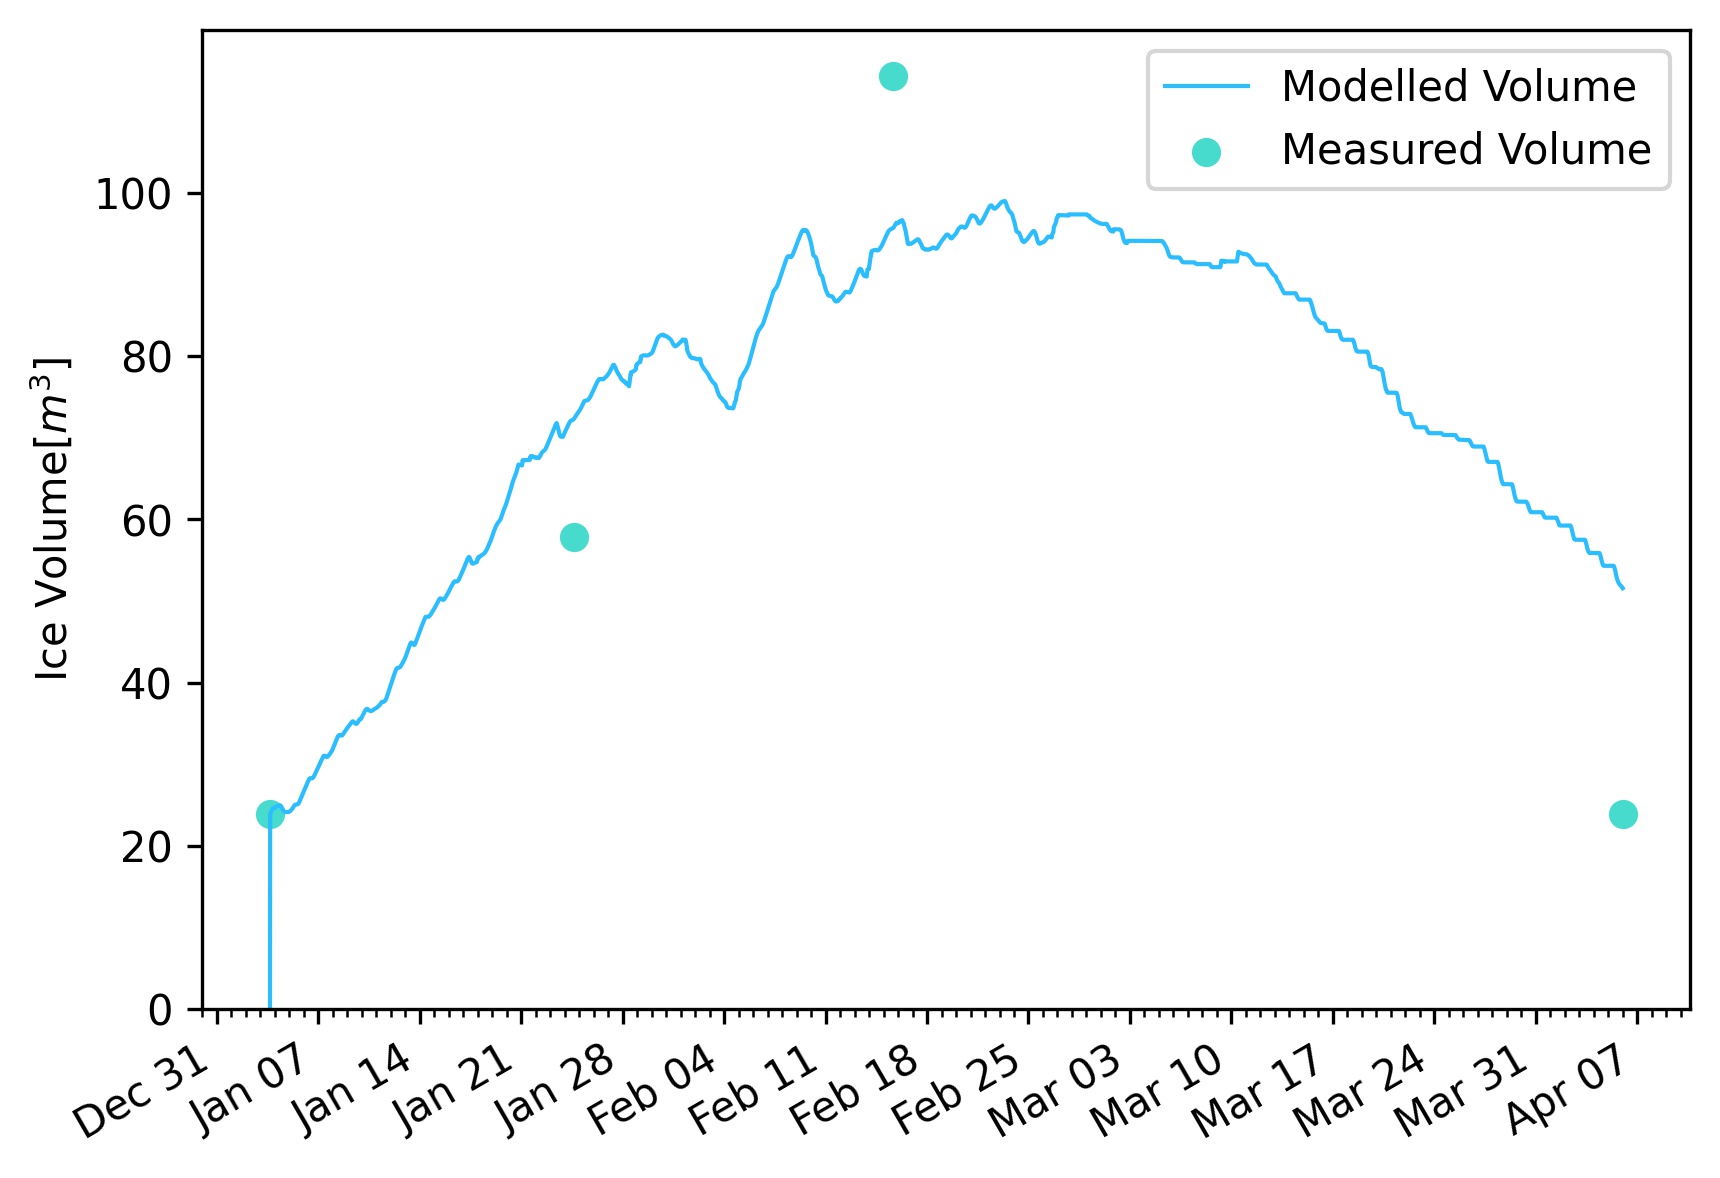 Modelled Volume
Measured Volume
Ice Volume[m³]
100
80
60
40
20
0
Dec 31
Jan 07
Jan 14
Jan 21
Jan 28
Feb 04
Feb 11
Feb 18
Feb 25
Mar 03
Mar 10
Mar 17
Mar 24
Mar 31
Apr 07